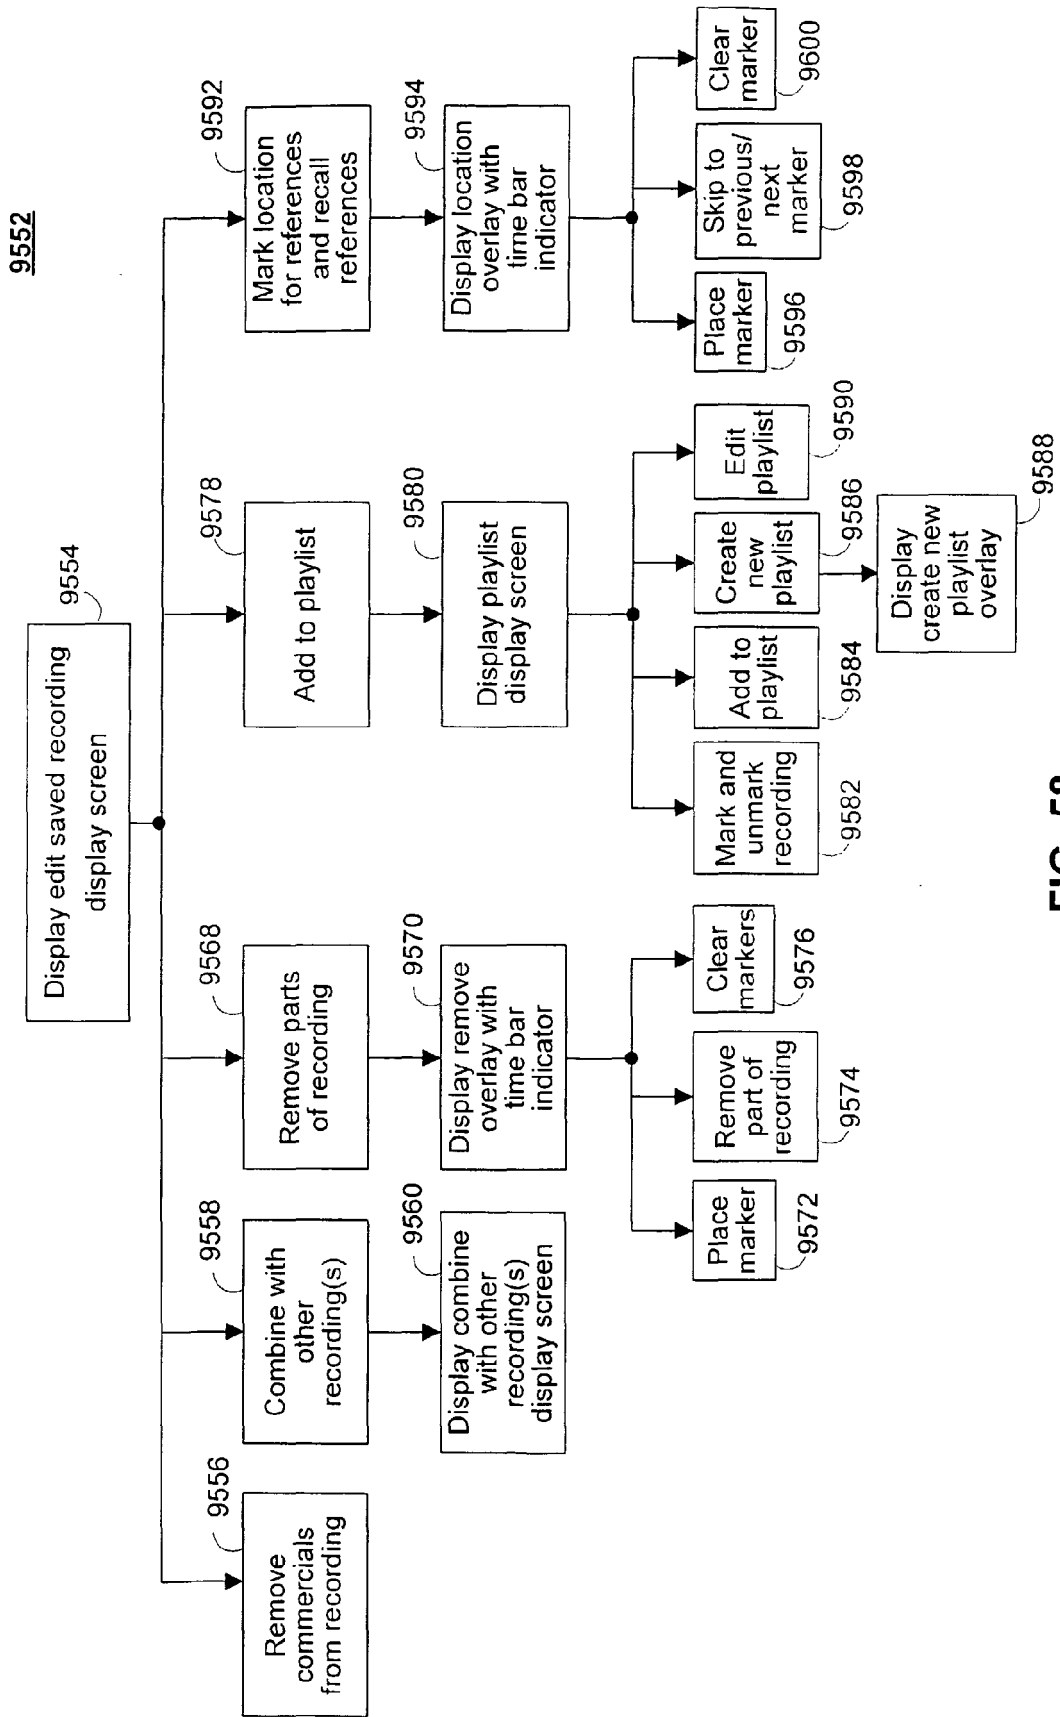 9552
9554
Display edit saved recording
display screen
9556
Remove
commercials
from recording
9558
Combine with
other
recording(s)
9560
Display combine
with other
recording(s)
display screen
9568
Remove parts
of recording
9570
Display remove
overlay with
time bar
indicator
Place
marker
9572
Remove
part of
recording
9574
Clear
markers
9576
9578
Add to playlist
9580
Display playlist
display screen
Mark and
unmark
recording
9582
Add to
playlist
9584
Create
new
playlist
9586
Display
create new
playlist
overlay
9588
Edit
playlist
9590
9592
Mark location
for references
and recall
references
9594
Display location
overlay with
time bar
indicator
Place
marker
9596
Skip to
previous/
next
marker
9598
Clear
marker
9600